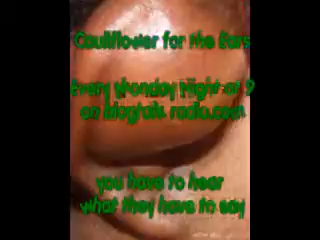 Cauliflower for the Ears
Every Monday Night at 9
on blogtalk radio.com
you have to hear
what they have to say